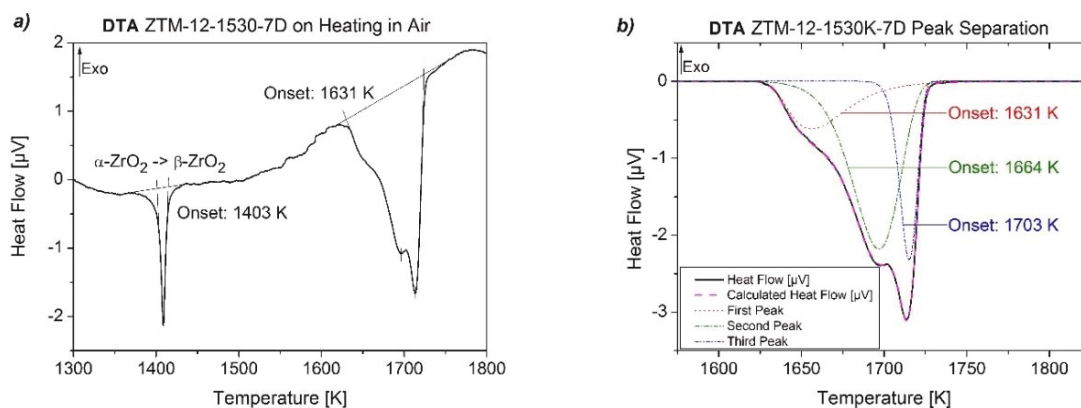 a)
DTA ZTM-12-1530-7D on Heating in Air
Exo
Onset: 1631 K
α-ZrO2 -> β-ZrO2
Onset: 1403 K
Heat Flow [µV]
2
1
0
-1
-2
1300 1400 1500 1600 1700 1800
Temperature [K]
b)
DTA ZTM-12-1530K-7D Peak Separation
Exo
Onset: 1631 K
Onset: 1664 K
Onset: 1703 K
Heat Flow [µV]
0
-1
-2
-3
Heat Flow [µV]
Calculated Heat Flow [µV]
First Peak
Second Peak
Third Peak
1600 1650 1700 1750 1800
Temperature [K]